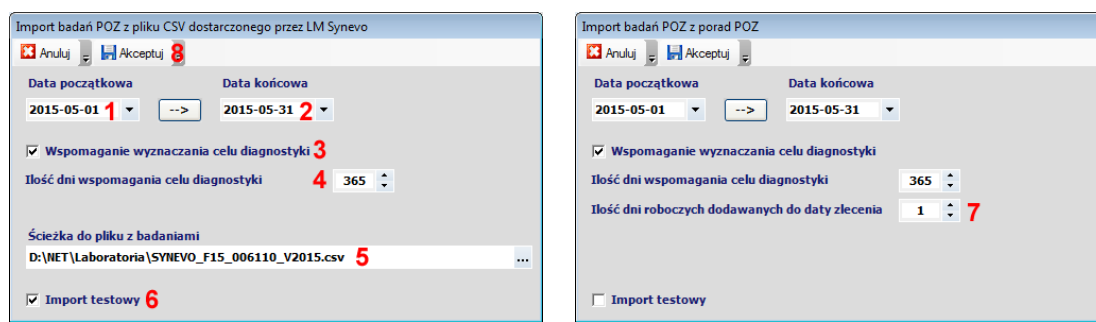 Import badań POZ z pliku CSV dostarczonego przez LM Synevo
Anuluj Akceptuj 8
Data początkowa Data końcowa
2015-05-01 1 --> 2015-05-31 2
Wspomaganie wyznaczania celu diagnostyki 3
Ilość dni wspomagania celu diagnostyki 4 365
Ścieżka do pliku z badaniami
D:\NET\Laboratoria\SYNEVO_F15_006110_V2015.csv 5 ...
Import testowy 6
Import badań POZ z porad POZ
Anuluj Akceptuj
Data początkowa Data końcowa
2015-05-01 --> 2015-05-31
Wspomaganie wyznaczania celu diagnostyki
Ilość dni wspomagania celu diagnostyki 365
Ilość dni roboczych dodawanych do daty zlecenia 1 7
Import testowy